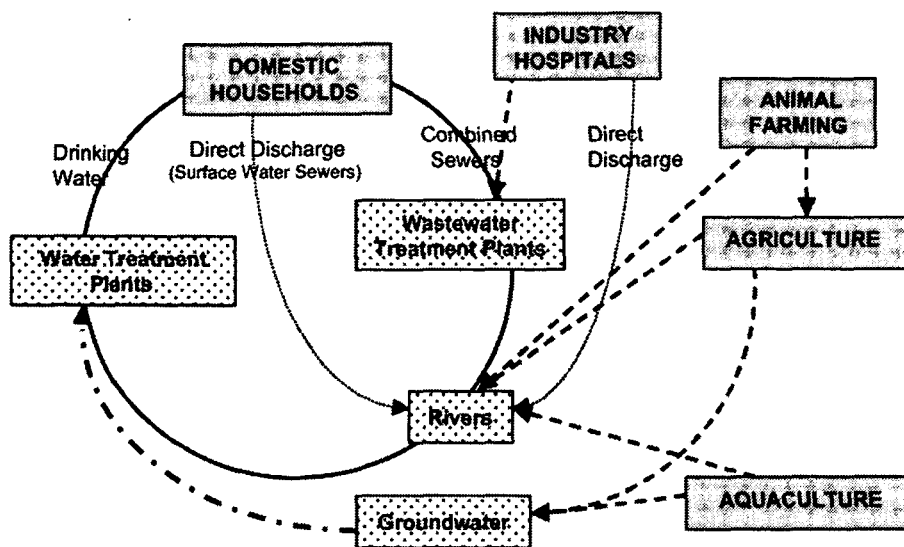 INDUSTRY
HOSPITALS
DOMESTIC
HOUSEHOLDS
ANIMAL
FARMING
Drinking
Water
Direct Discharge
(Surface Water Sewers)
Combined
Sewers
Direct
Discharge
Water Treatment
Plants
Wastewater
Treatment Plants
AGRICULTURE
Rivers
Groundwater
AQUACULTURE